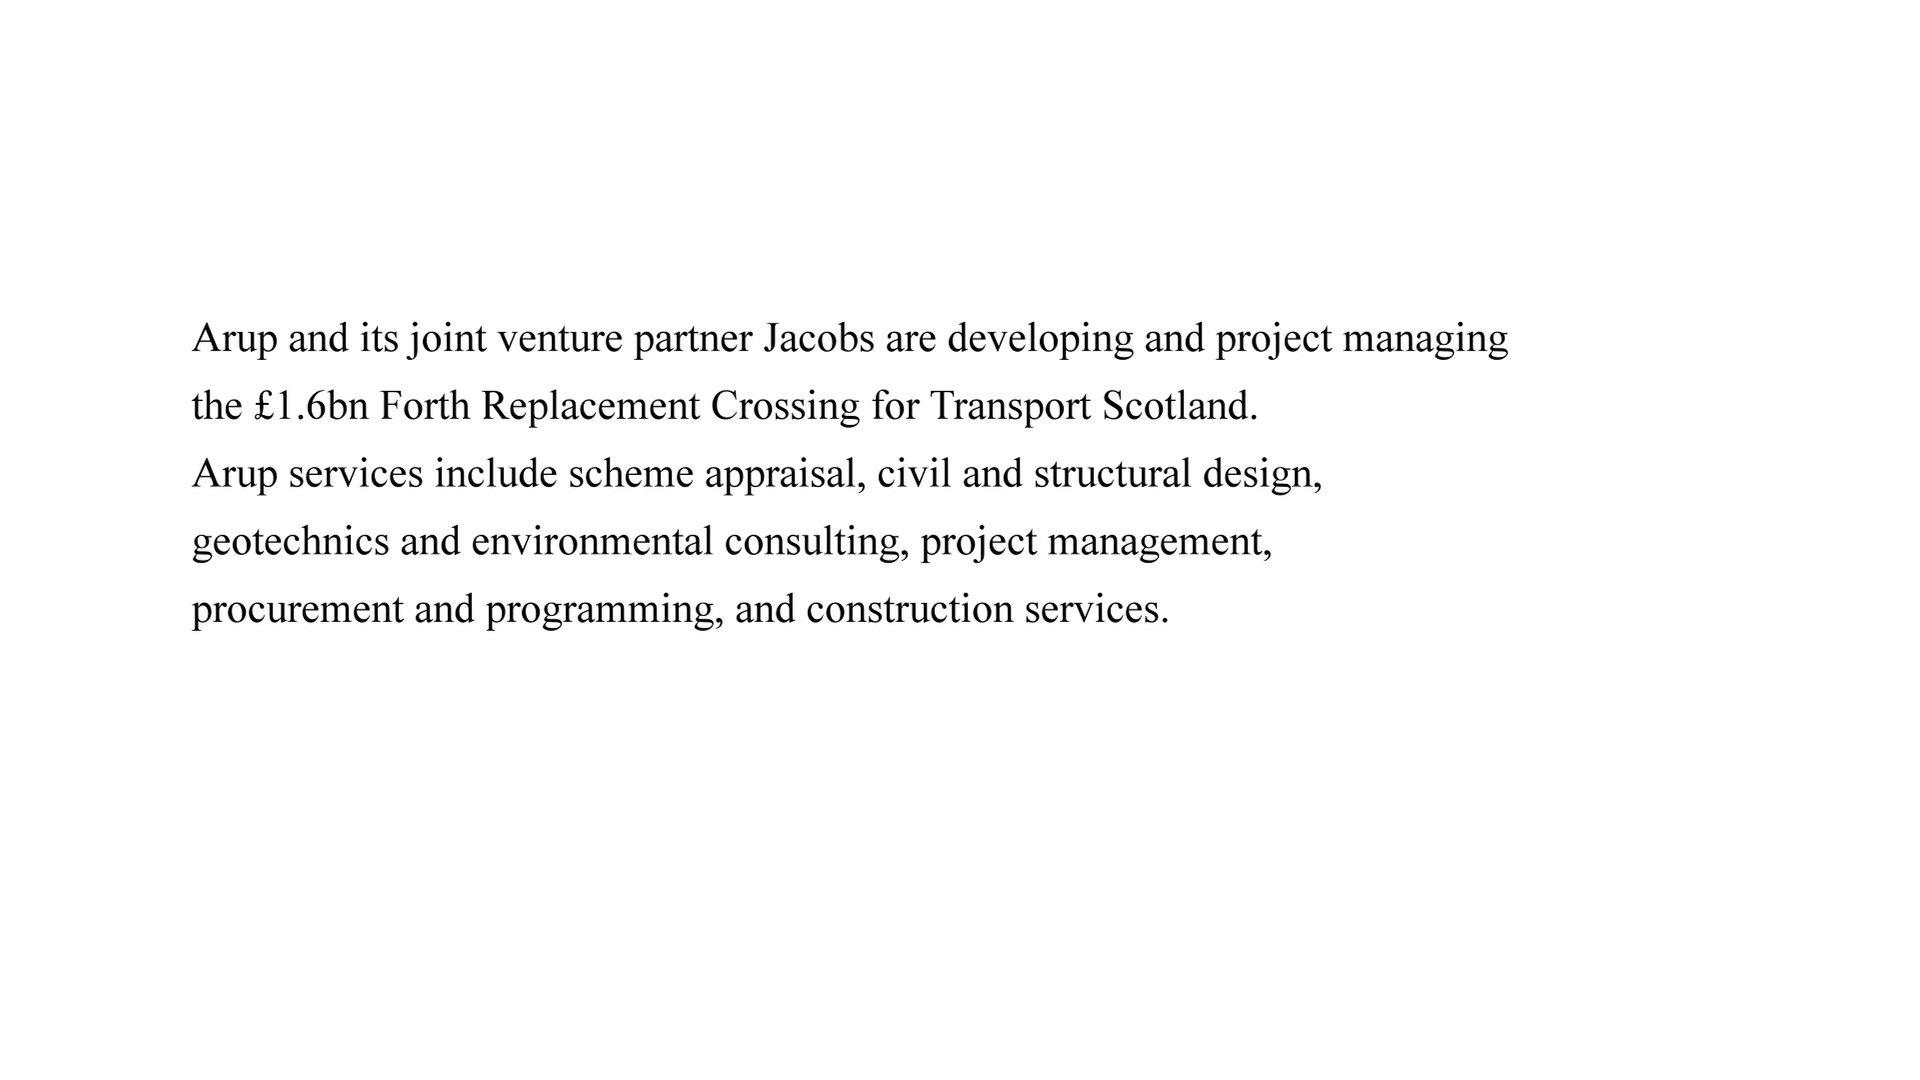 Arup and its joint venture partner Jacobs are developing and project managing
the £1.6bn Forth Replacement Crossing for Transport Scotland.
Arup services include scheme appraisal, civil and structural design,
geotechnics and environmental consulting, project management,
procurement and programming, and construction services.